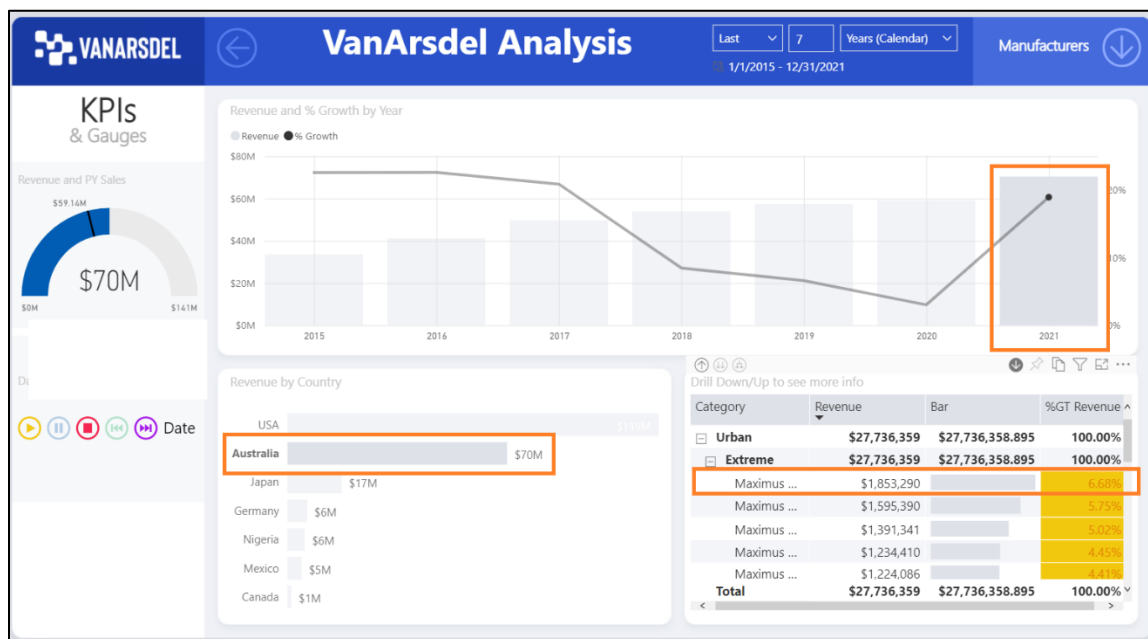 VANARSDEL
VanArsdel Analysis
Last 7 Years (Calendar)
1/1/2015 - 12/31/2021
Manufacturers
KPIs
& Gauges
Revenue and PY Sales
$59.14M
$70M
$0M $141M
Date
Revenue and % Growth by Year
Revenue % Growth
$80M
$60M
$40M
$20M
$0M
20%
10%
0%
2015 2016 2017 2018 2019 2020 2021
Revenue by Country
USA $110M
Australia $70M
Japan $17M
Germany $6M
Nigeria $6M
Mexico $5M
Canada $1M
Drill Down/Up to see more info
Category Revenue Bar %GT Revenue
Urban $27,736,359 $27,736,358.895 100.00%
Extreme $27,736,359 $27,736,358.895 100.00%
Maximus ... $1,853,290 6.68%
Maximus ... $1,595,390 5.75%
Maximus ... $1,391,341 5.02%
Maximus ... $1,234,410 4.45%
Maximus ... $1,224,086 4.41%
Total $27,736,359 $27,736,358.895 100.00%